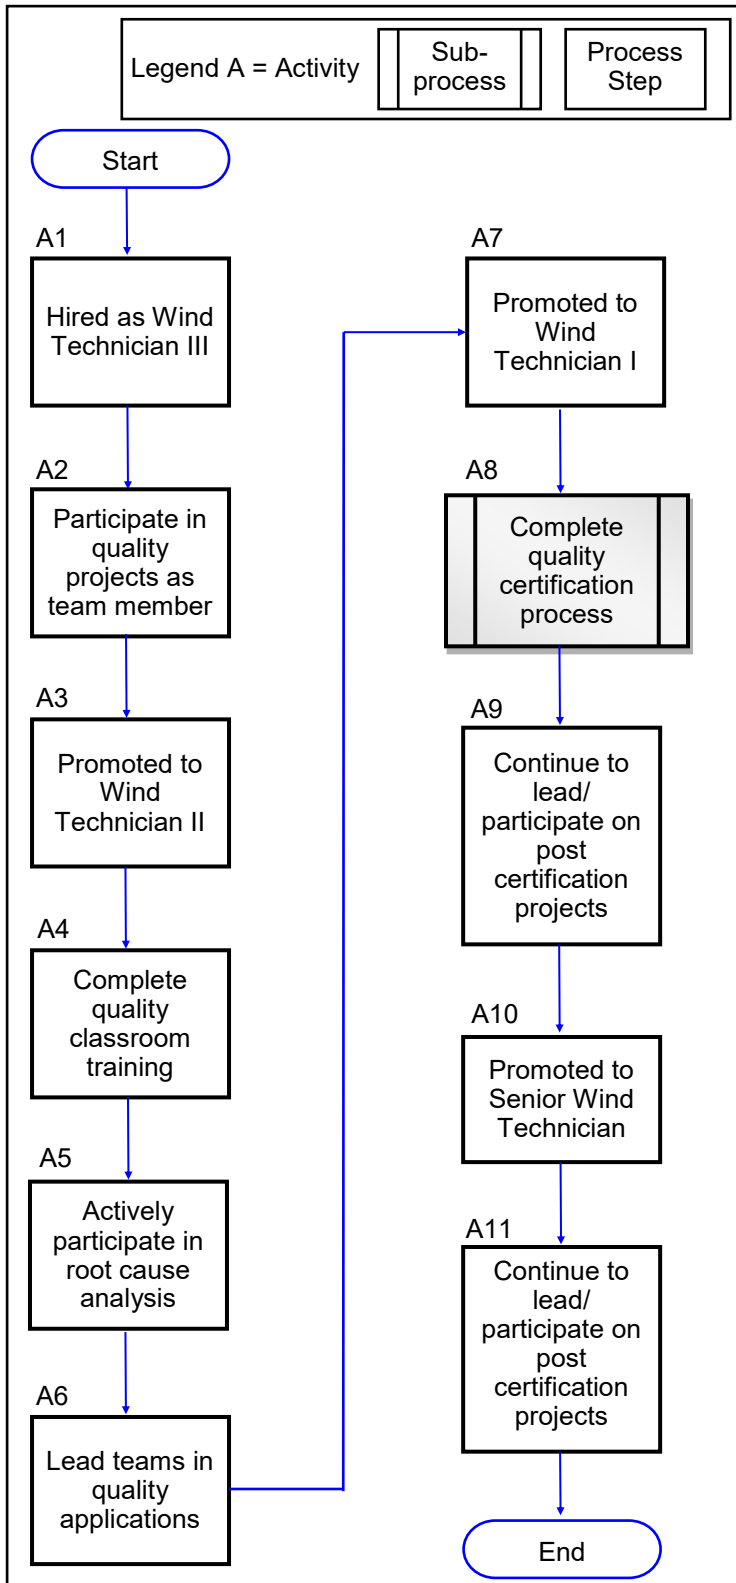 Legend A = Activity
Sub-
process
Process
Step
Start
A1
Hired as Wind
Technician III
A2
Participate in
quality
projects as
team member
A3
Promoted to
Wind
Technician II
A4
Complete
quality
classroom
training
A5
Actively
participate in
root cause
analysis
A6
Lead teams in
quality
applications
A7
Promoted to
Wind
Technician I
A8
Complete
quality
certification
process
A9
Continue to
lead/
participate on
post
certification
projects
A10
Promoted to
Senior Wind
Technician
A11
Continue to
lead/
participate on
post
certification
projects
End